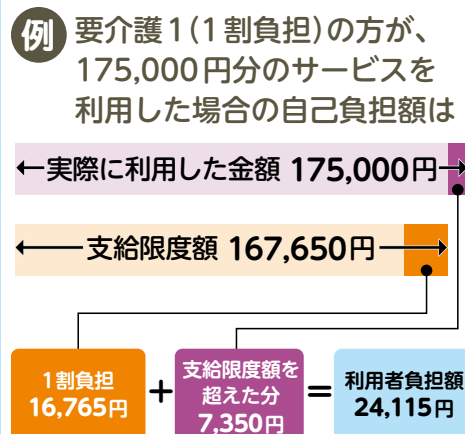 例 要介護1(1割負担)の方が、
175,000円分のサービスを
利用した場合の自己負担額は
実際に利用した金額 175,000円
支給限度額 167,650円
1割負担
16,765円
+
支給限度額を
超えた分
7,350円
=
利用者負担額
24,115円